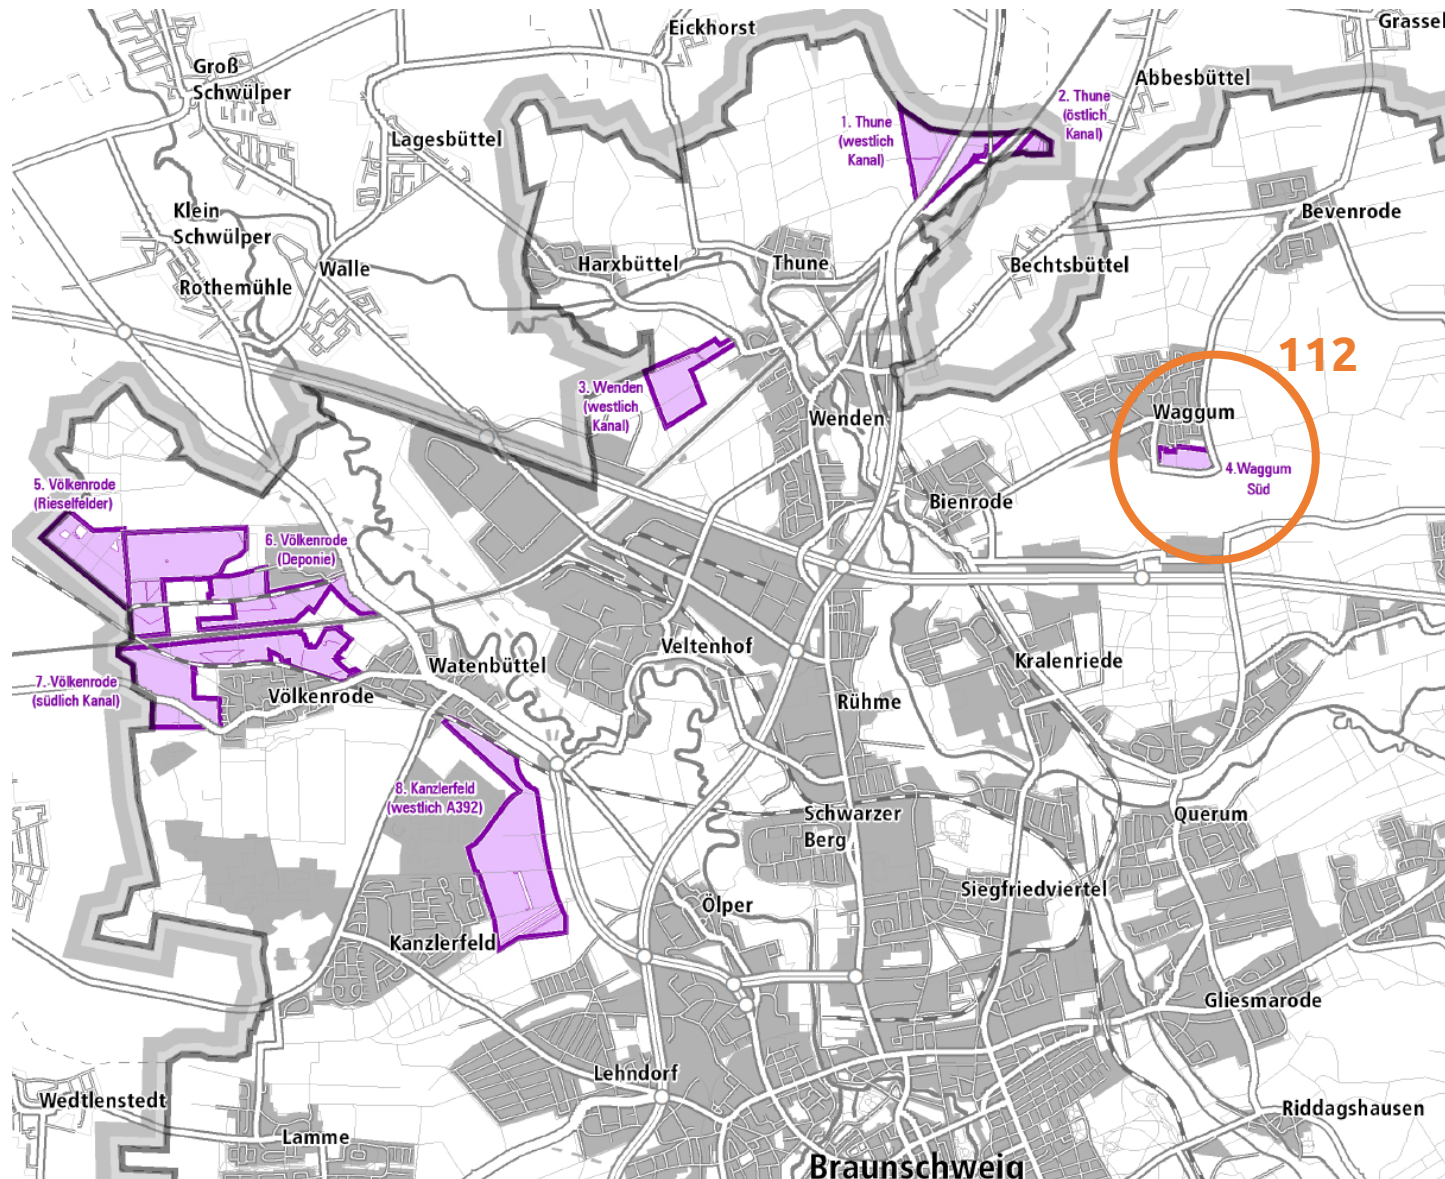 Eickhorst
Grassel
Groß
Schwülper
Abbesbüttel
2. Thune
(östlich
Kanal)
1. Thune
(westlich
Kanal)
Lagesbüttel
Klein
Schwülper
Bevenrode
Walle
Harxbüttel
Thune
Bechtsbüttel
Rothemühle
112
3. Wenden
(westlich
Kanal)
Wenden
Waggum
4.Waggum
Süd
5. Völkenrode
(Rieselfelder)
Bienrode
6. Völkenrode
(Deponie)
Veltenhof
Watenbüttel
Kralenriede
7. Völkenrode
(südlich Kanal)
Völkenrode
Rühme
8. Kanzlerfeld
(westlich A392)
Schwarzer
Berg
Querum
Siegfriedviertel
Ölper
Kanzlerfeld
Gliesmarode
Lehndorf
Wedtlenstedt
Riddagshausen
Lamme
Braunschweig